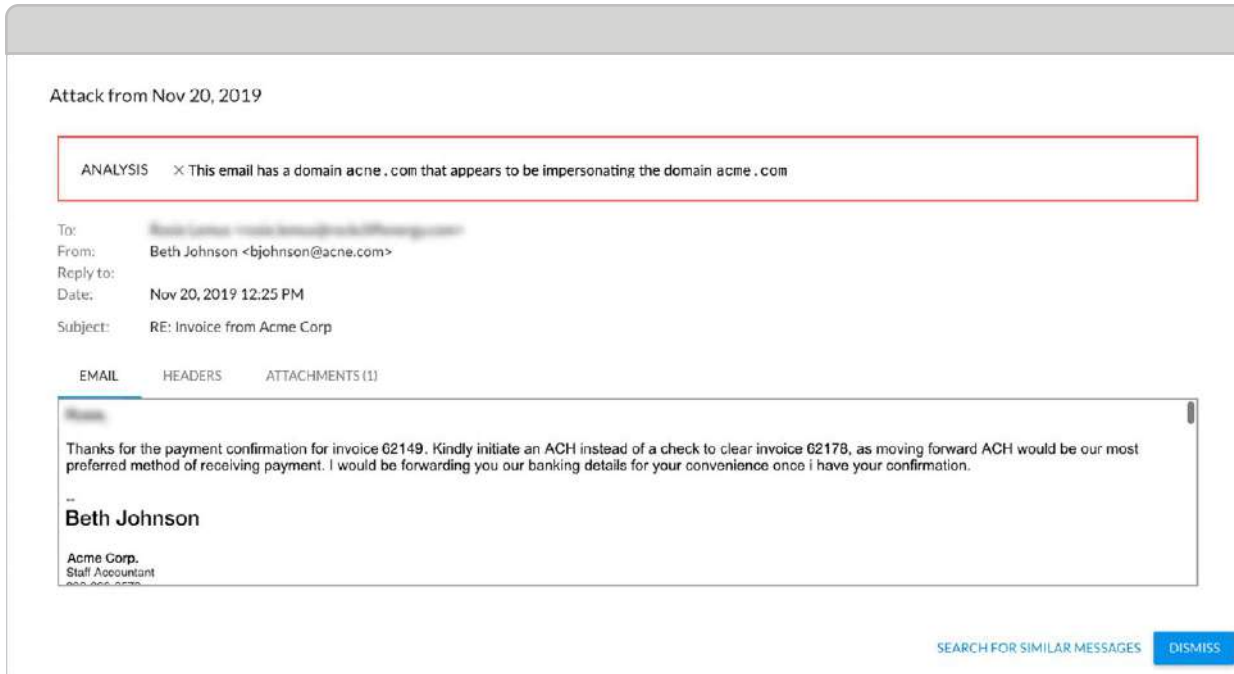 Attack from Nov 20, 2019
ANALYSIS × This email has a domain acne.com that appears to be impersonating the domain acme.com
To:
From: Beth Johnson <bjohnson@acne.com>
Reply to:
Date: Nov 20, 2019 12:25 PM
Subject: RE: Invoice from Acme Corp
EMAIL HEADERS ATTACHMENTS (1)
Thanks for the payment confirmation for invoice 62149. Kindly initiate an ACH instead of a check to clear invoice 62178, as moving forward ACH would be our most
preferred method of receiving payment. I would be forwarding you our banking details for your convenience once i have your confirmation.
--
Beth Johnson
Acme Corp.
Staff Accountant
SEARCH FOR SIMILAR MESSAGES DISMISS